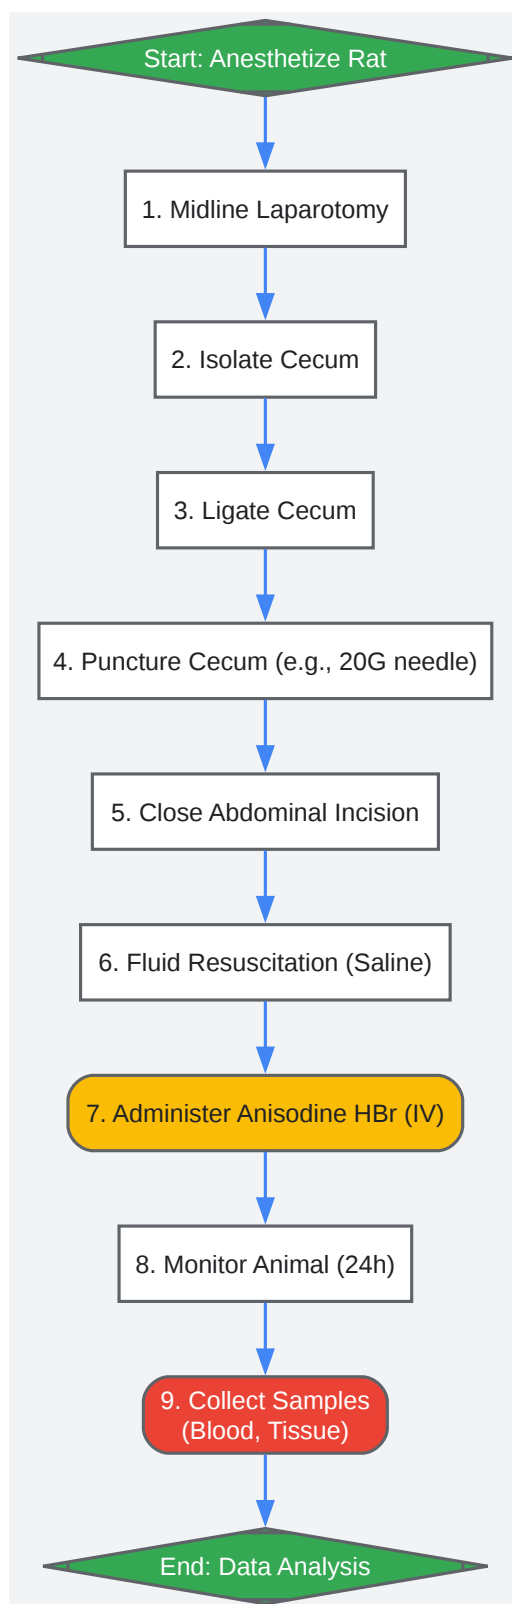 Start: Anesthetize Rat
1. Midline Laparotomy
2. Isolate Cecum
3. Ligate Cecum
4. Puncture Cecum (e.g., 20G needle)
5. Close Abdominal Incision
6. Fluid Resuscitation (Saline)
7. Administer Anisodine HBr (IV)
8. Monitor Animal (24h)
9. Collect Samples
(Blood, Tissue)
End: Data Analysis